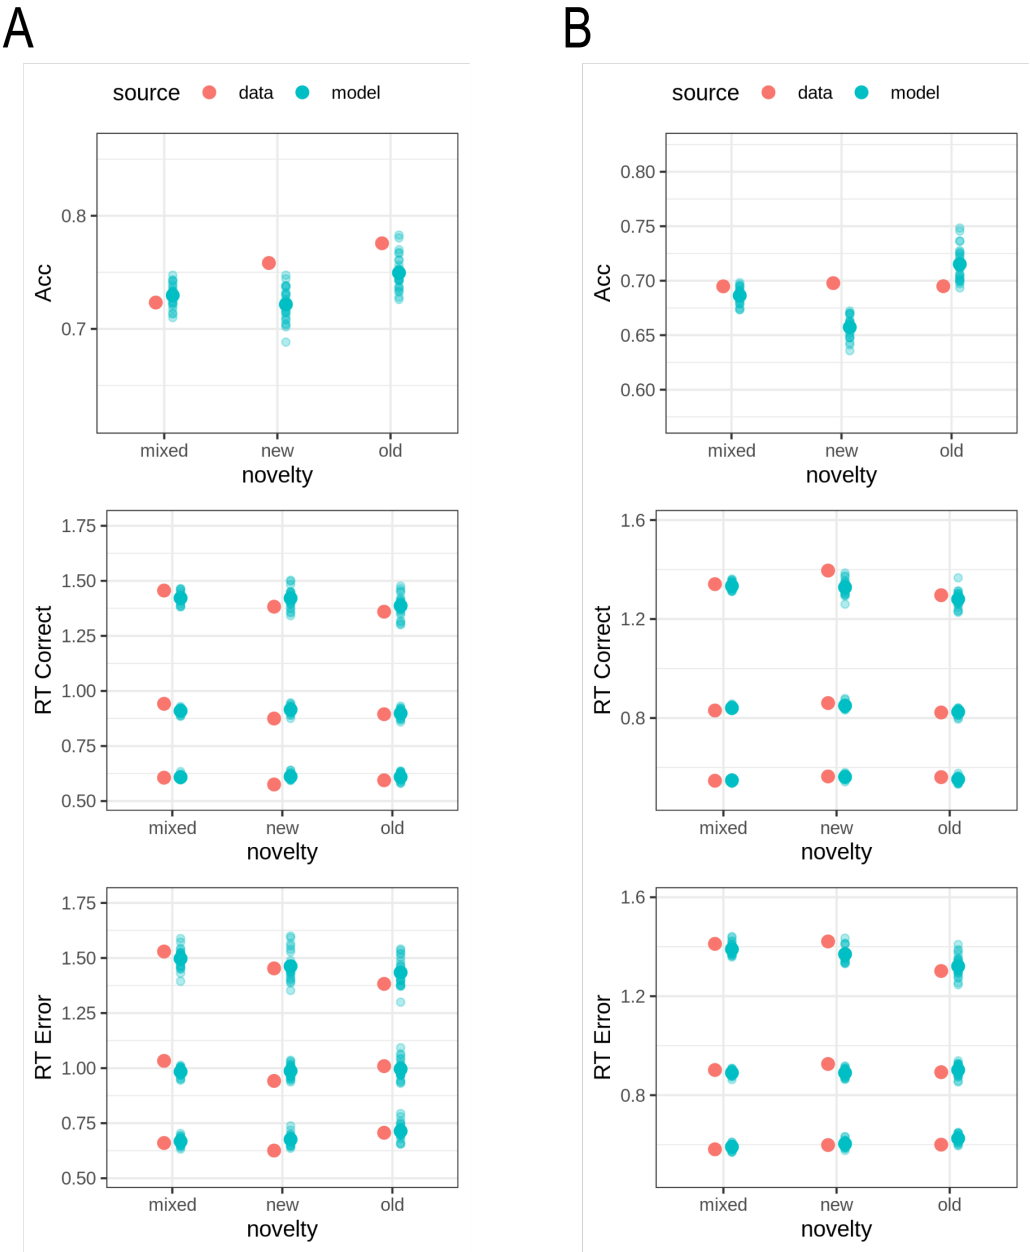 A
source data model
0.8
0.7
Acc
mixed new old
novelty
1.75
1.50
1.25
1.00
0.75
0.50
RT Correct
mixed new old
novelty
1.75
1.50
1.25
1.00
0.75
0.50
RT Error
mixed new old
novelty
B
source data model
0.80
0.75
0.70
0.65
0.60
Acc
mixed new old
novelty
1.6
1.2
0.8
RT Correct
mixed new old
novelty
1.6
1.2
0.8
RT Error
mixed new old
novelty